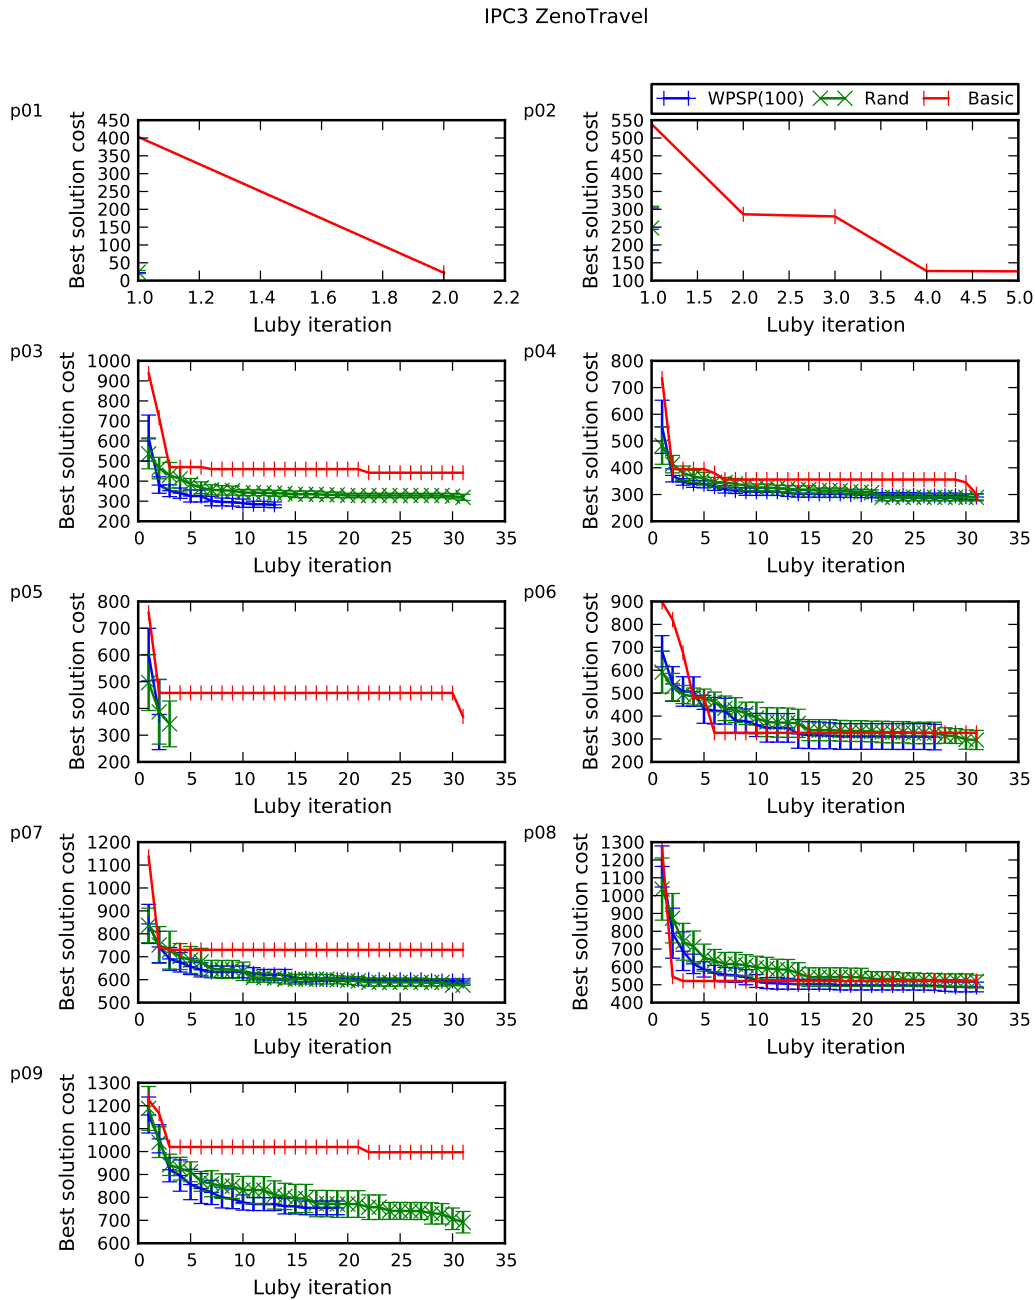 IPC3 ZenoTravel
WPSP(100) Rand Basic
p01
Best solution cost
450
400
350
300
250
200
150
100
50
0
1.0 1.2 1.4 1.6 1.8 2.0 2.2
Luby iteration
p02
Best solution cost
550
500
450
400
350
300
250
200
150
100
1.0 1.5 2.0 2.5 3.0 3.5 4.0 4.5 5.0
Luby iteration
p03
Best solution cost
1000
900
800
700
600
500
400
300
200
0 5 10 15 20 25 30 35
Luby iteration
p04
Best solution cost
800
700
600
500
400
300
200
0 5 10 15 20 25 30 35
Luby iteration
p05
Best solution cost
800
700
600
500
400
300
200
0 5 10 15 20 25 30 35
Luby iteration
p06
Best solution cost
900
800
700
600
500
400
300
200
0 5 10 15 20 25 30 35
Luby iteration
p07
Best solution cost
1200
1100
1000
900
800
700
600
500
0 5 10 15 20 25 30 35
Luby iteration
p08
Best solution cost
1300
1200
1100
1000
900
800
700
600
500
400
0 5 10 15 20 25 30 35
Luby iteration
p09
Best solution cost
1300
1200
1100
1000
900
800
700
600
0 5 10 15 20 25 30 35
Luby iteration